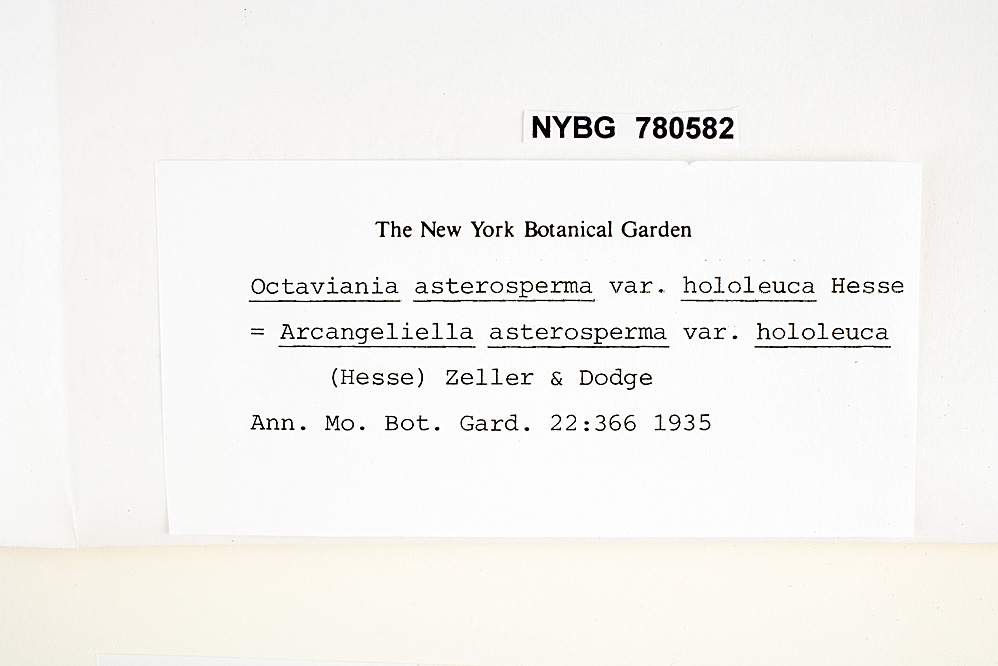 NYBG 780582
The New York Botanical Garden
Octaviania asterosperma var. hololeuca Hesse
= Arcangeliella asterosperma var. hololeuca
(Hesse) Zeller & Dodge
Ann. Mo. Bot. Gard. 22:366 1935